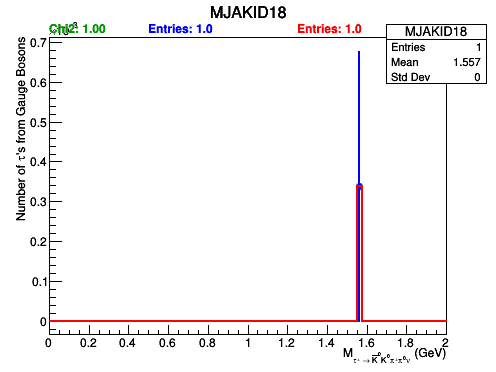 MJAKID18
Chi2: 1.00 Entries: 1.0 Entries: 1.0
MJAKID18
Entries 1
Mean 1.557
Std Dev 0
Number of τ's from Gauge Bosons
0.7
0.6
0.5
0.4
0.3
0.2
0.1
0
0 0.2 0.4 0.6 0.8 1 1.2 1.4 1.6 1.8 2
M (GeV)